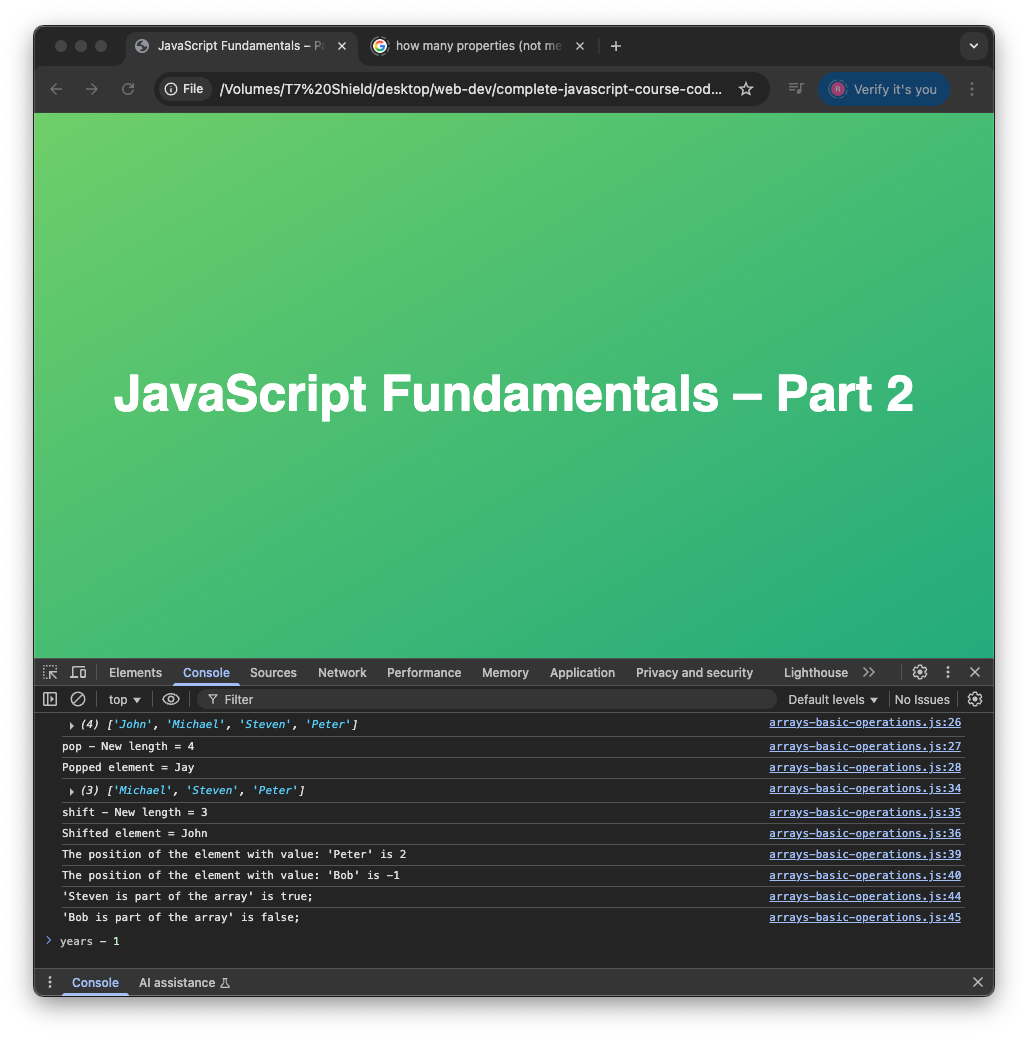 JavaScript Fundamentals – Pa
how many properties (not me
File
/Volumes/T7%20Shield/desktop/web-dev/complete-javascript-course-cod...
R
Verify it's you
JavaScript Fundamentals – Part 2
Elements Console Sources Network Performance Memory Application Privacy and security Lighthouse
top Filter Default levels No Issues
(4) ['John', 'Michael', 'Steven', 'Peter'] arrays-basic-operations.js:26
pop - New length = 4 arrays-basic-operations.js:27
Popped element = Jay arrays-basic-operations.js:28
(3) ['Michael', 'Steven', 'Peter'] arrays-basic-operations.js:34
shift - New length = 3 arrays-basic-operations.js:35
Shifted element = John arrays-basic-operations.js:36
The position of the element with value: 'Peter' is 2 arrays-basic-operations.js:39
The position of the element with value: 'Bob' is -1 arrays-basic-operations.js:40
'Steven is part of the array' is true; arrays-basic-operations.js:44
'Bob is part of the array' is false; arrays-basic-operations.js:45
years - 1
Console AI assistance